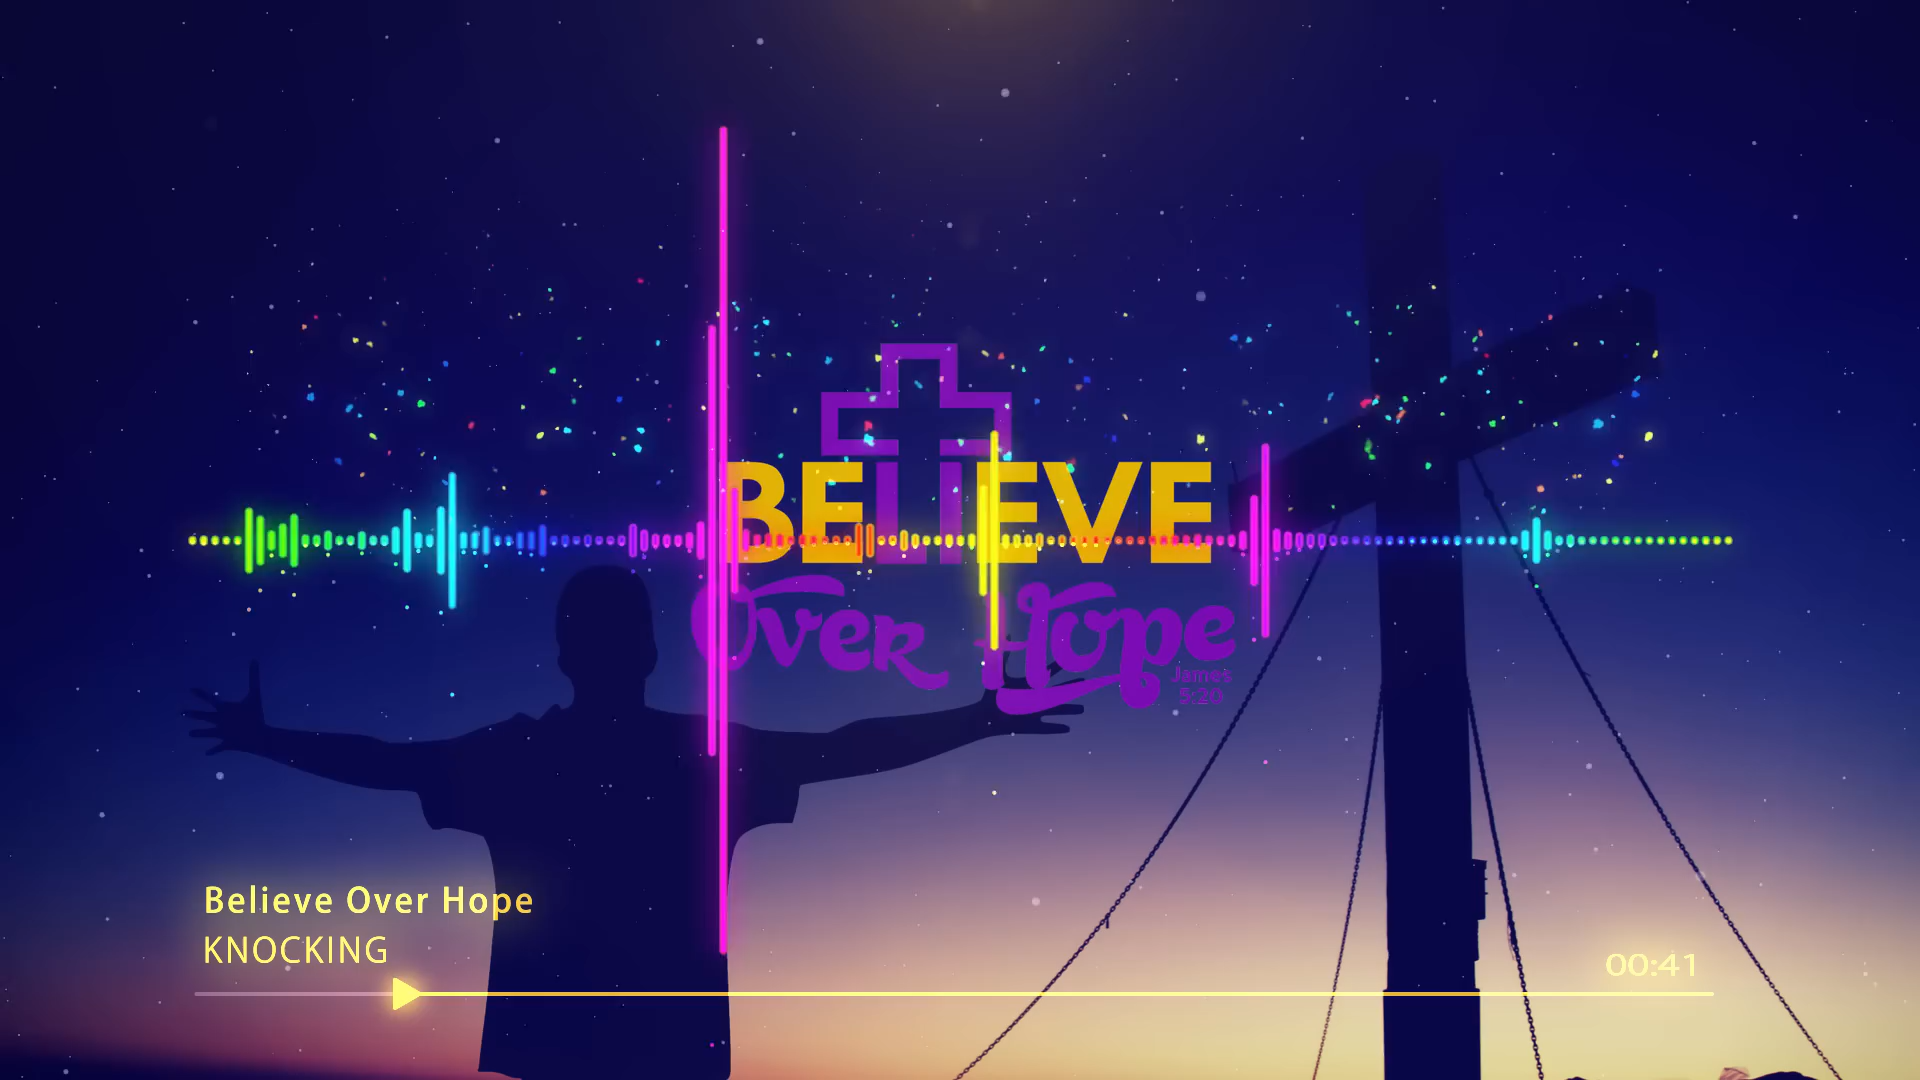 BELIEVE
Over Hope
James
5:20
Believe Over Hope
KNOCKING
00:41